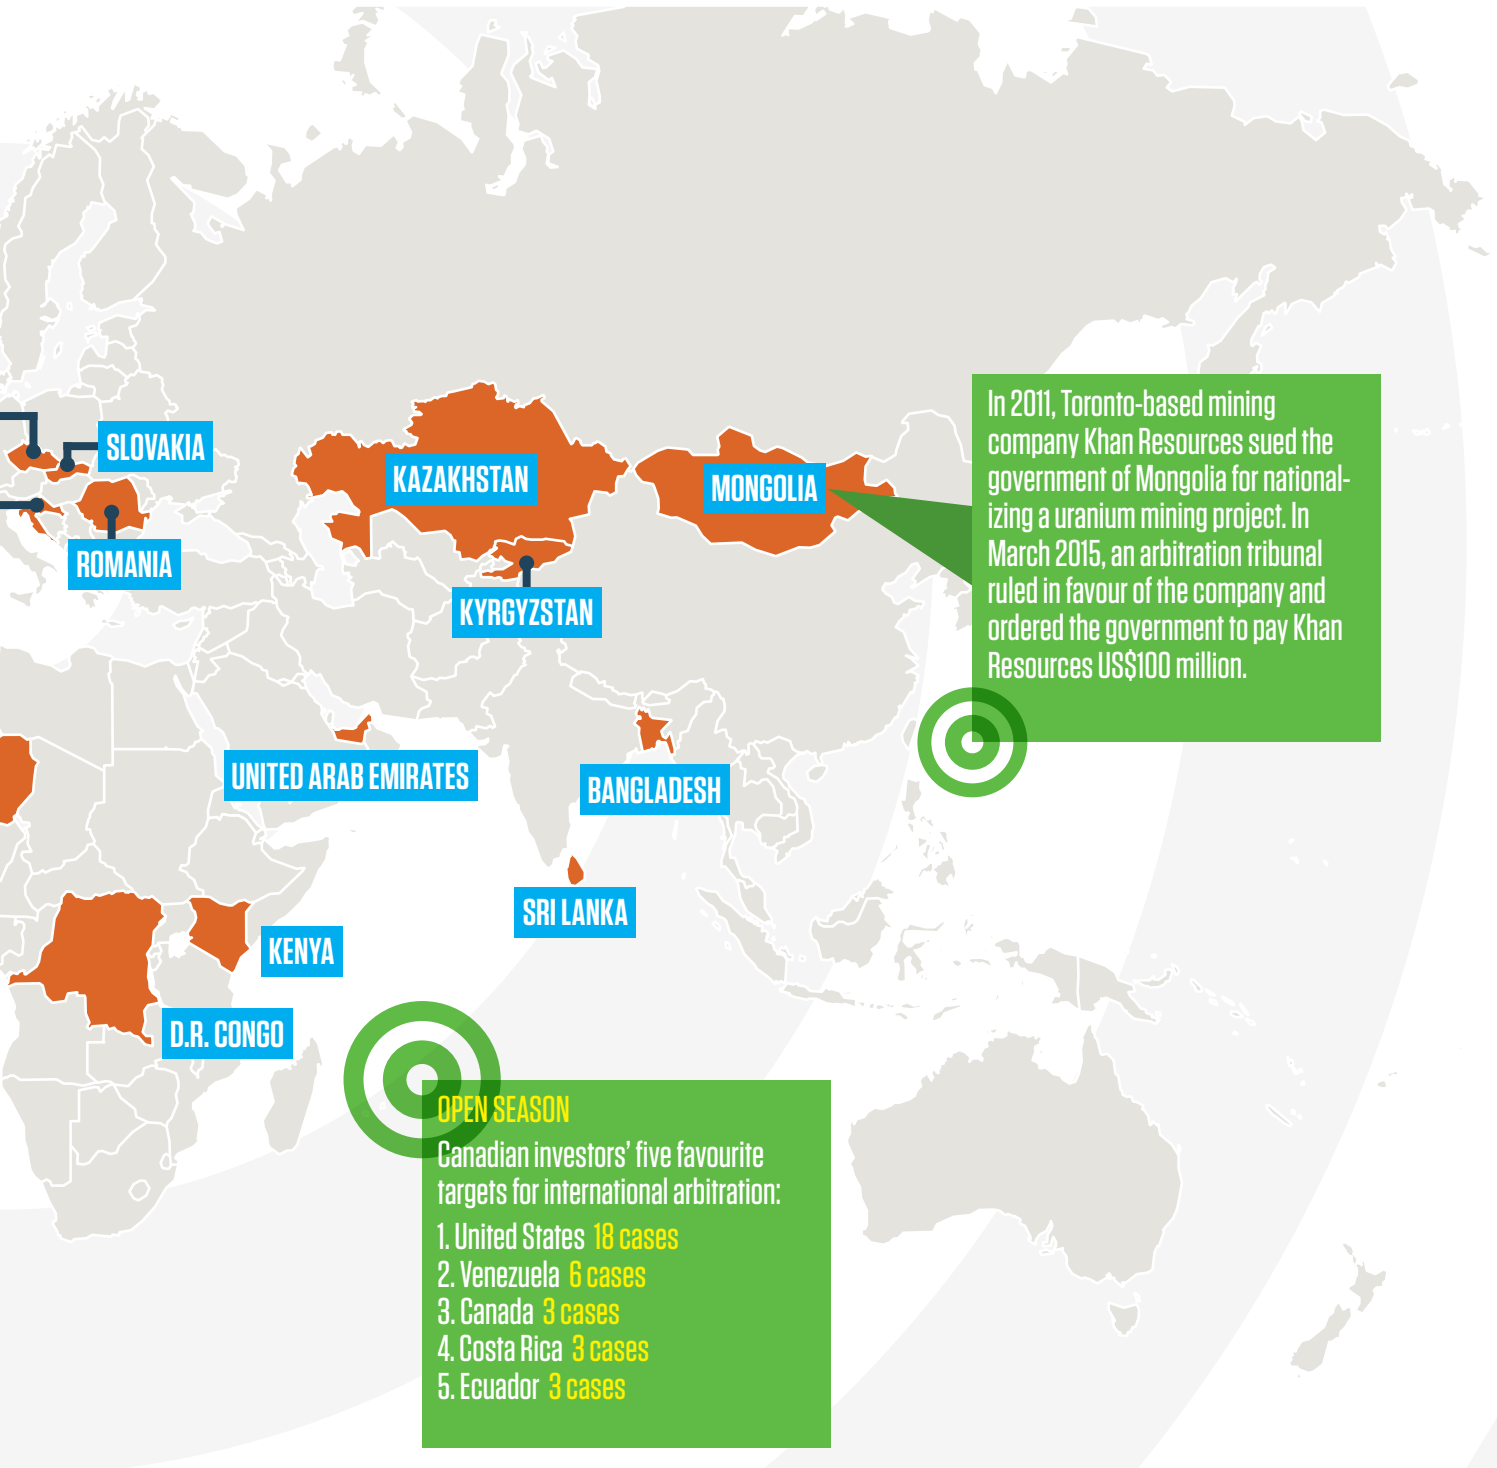 SLOVAKIA
ROMANIA
KAZAKHSTAN
KYRGYZSTAN
MONGOLIA
In 2011, Toronto-based mining
company Khan Resources sued the
government of Mongolia for national-
izing a uranium mining project. In
March 2015, an arbitration tribunal
ruled in favour of the company and
ordered the government to pay Khan
Resources US$100 million.
UNITED ARAB EMIRATES
BANGLADESH
SRI LANKA
KENYA
D.R. CONGO
OPEN SEASON
Canadian investors' five favourite
targets for international arbitration:
1. United States 18 cases
2. Venezuela 6 cases
3. Canada 3 cases
4. Costa Rica 3 cases
5. Ecuador 3 cases